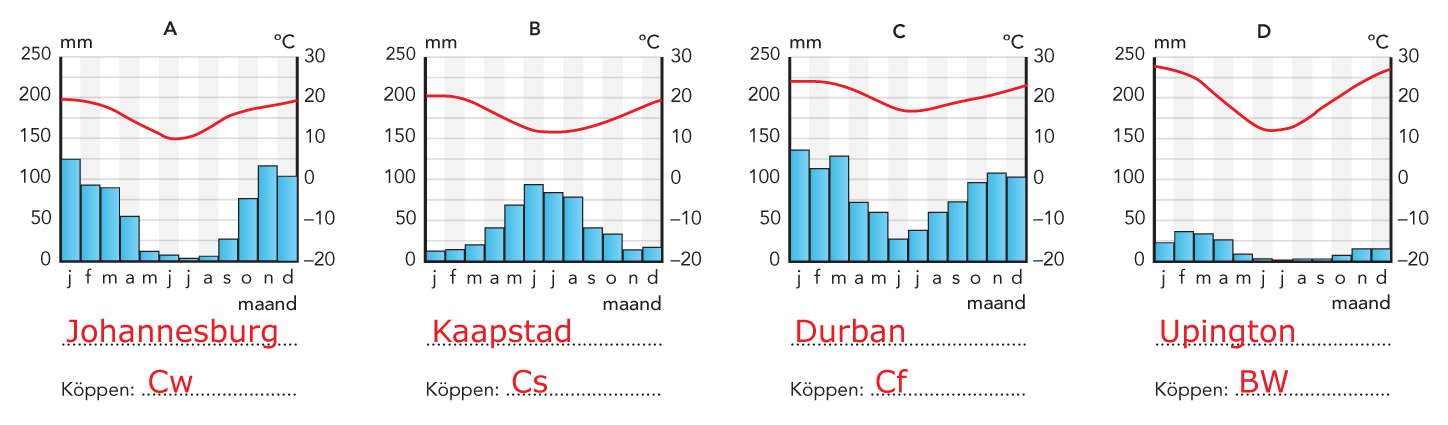 A
mm °C
250 30
200 20
150 10
100 0
50 –10
0 –20
j f m a m j j a s o n d
maand
Johannesburg
Köppen: Cw
B
mm °C
250 30
200 20
150 10
100 0
50 –10
0 –20
j f m a m j j a s o n d
maand
Kaapstad
Köppen: Cs
C
mm °C
250 30
200 20
150 10
100 0
50 –10
0 –20
j f m a m j j a s o n d
maand
Durban
Köppen: Cf
D
mm °C
250 30
200 20
150 10
100 0
50 –10
0 –20
j f m a m j j a s o n d
maand
Upington
Köppen: BW